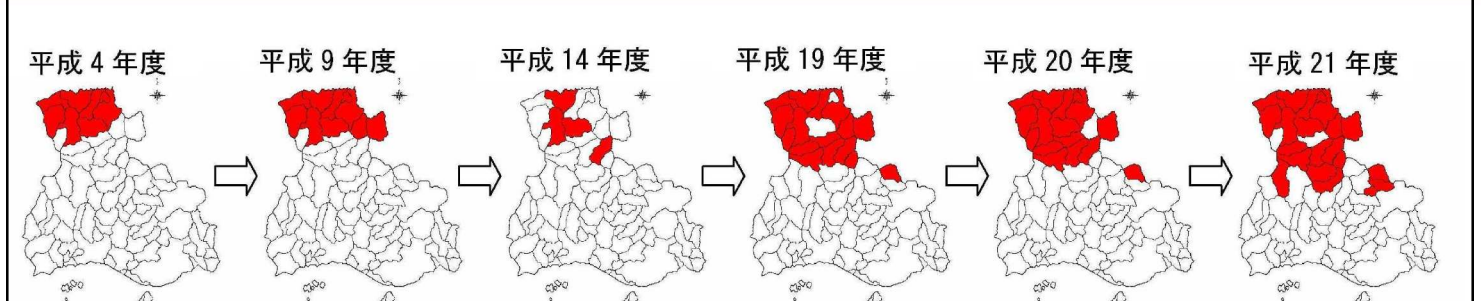 平成 4 年度
平成 9 年度
平成 14 年度
平成 19 年度
平成 20 年度
平成 21 年度